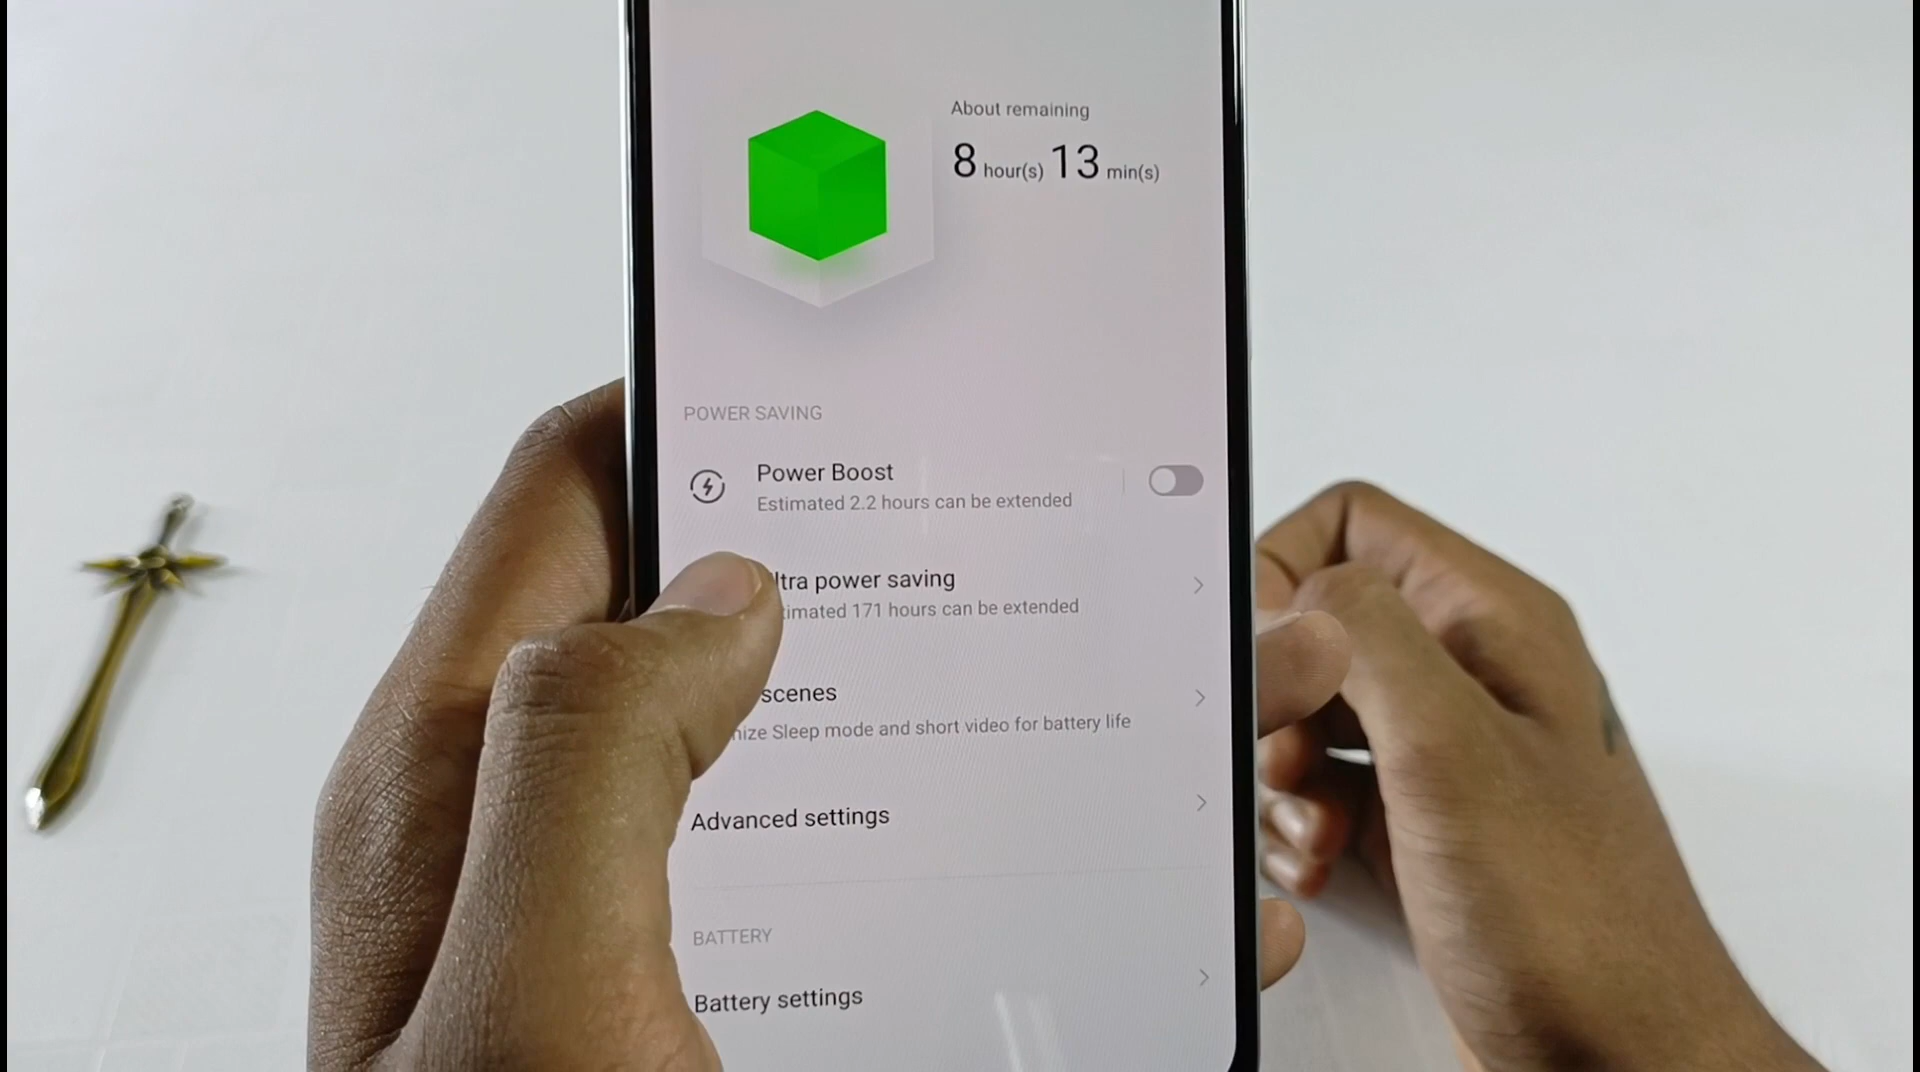 About remaining
8 hour(s) 13 min(s)
POWER SAVING
Power Boost
Estimated 2.2 hours can be extended
ltra power saving
timated 171 hours can be extended
scenes
nize Sleep mode and short video for battery life
Advanced settings
BATTERY
Battery settings